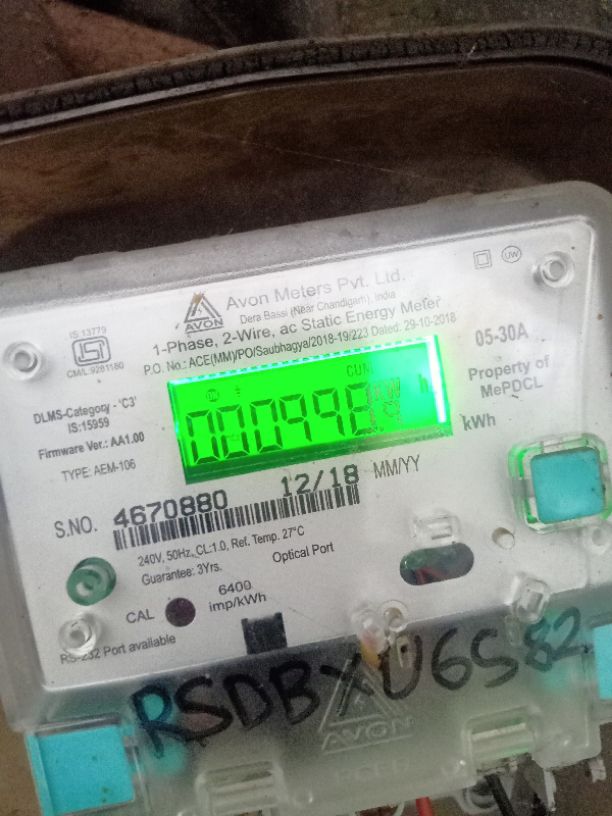 Avon Meters Pvt. Ltd.
UW
Dera Bassi (Near Chandigarh), India
AVON
1-Phase, 2-Wire, ac Static Energy Meter
P.O. No.: ACE(MM)/PO/Saubhagya/2018-19/223 Dated: 29-10-2018
IS 13779
CM/L 9281180
05-30A
Property of
MePDCL
DLMS-Category - 'C3'
IS:15959
Firmware Ver.: AA1.00
TYPE: AEM-106
CUM
000998
kWh
S.NO. 4670880 12/18 MM/YY
240V, 50Hz, CL:1.0, Ref. Temp. 27°C
Guarantee: 3Yrs.
Optical Port
CAL
6400
imp/kWh
RS-232 Port available
RSDBXU6582
AVON